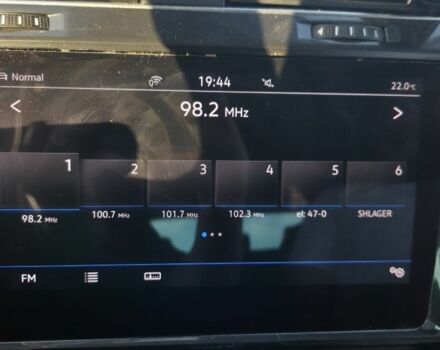 Normal 19:44 22.0°C
98.2 MHz
1 2 3 4 5 6
98.2 MHz 100.7 MHz 101.7 MHz 102.3 MHz el: 47-0 SHLAGER
FM